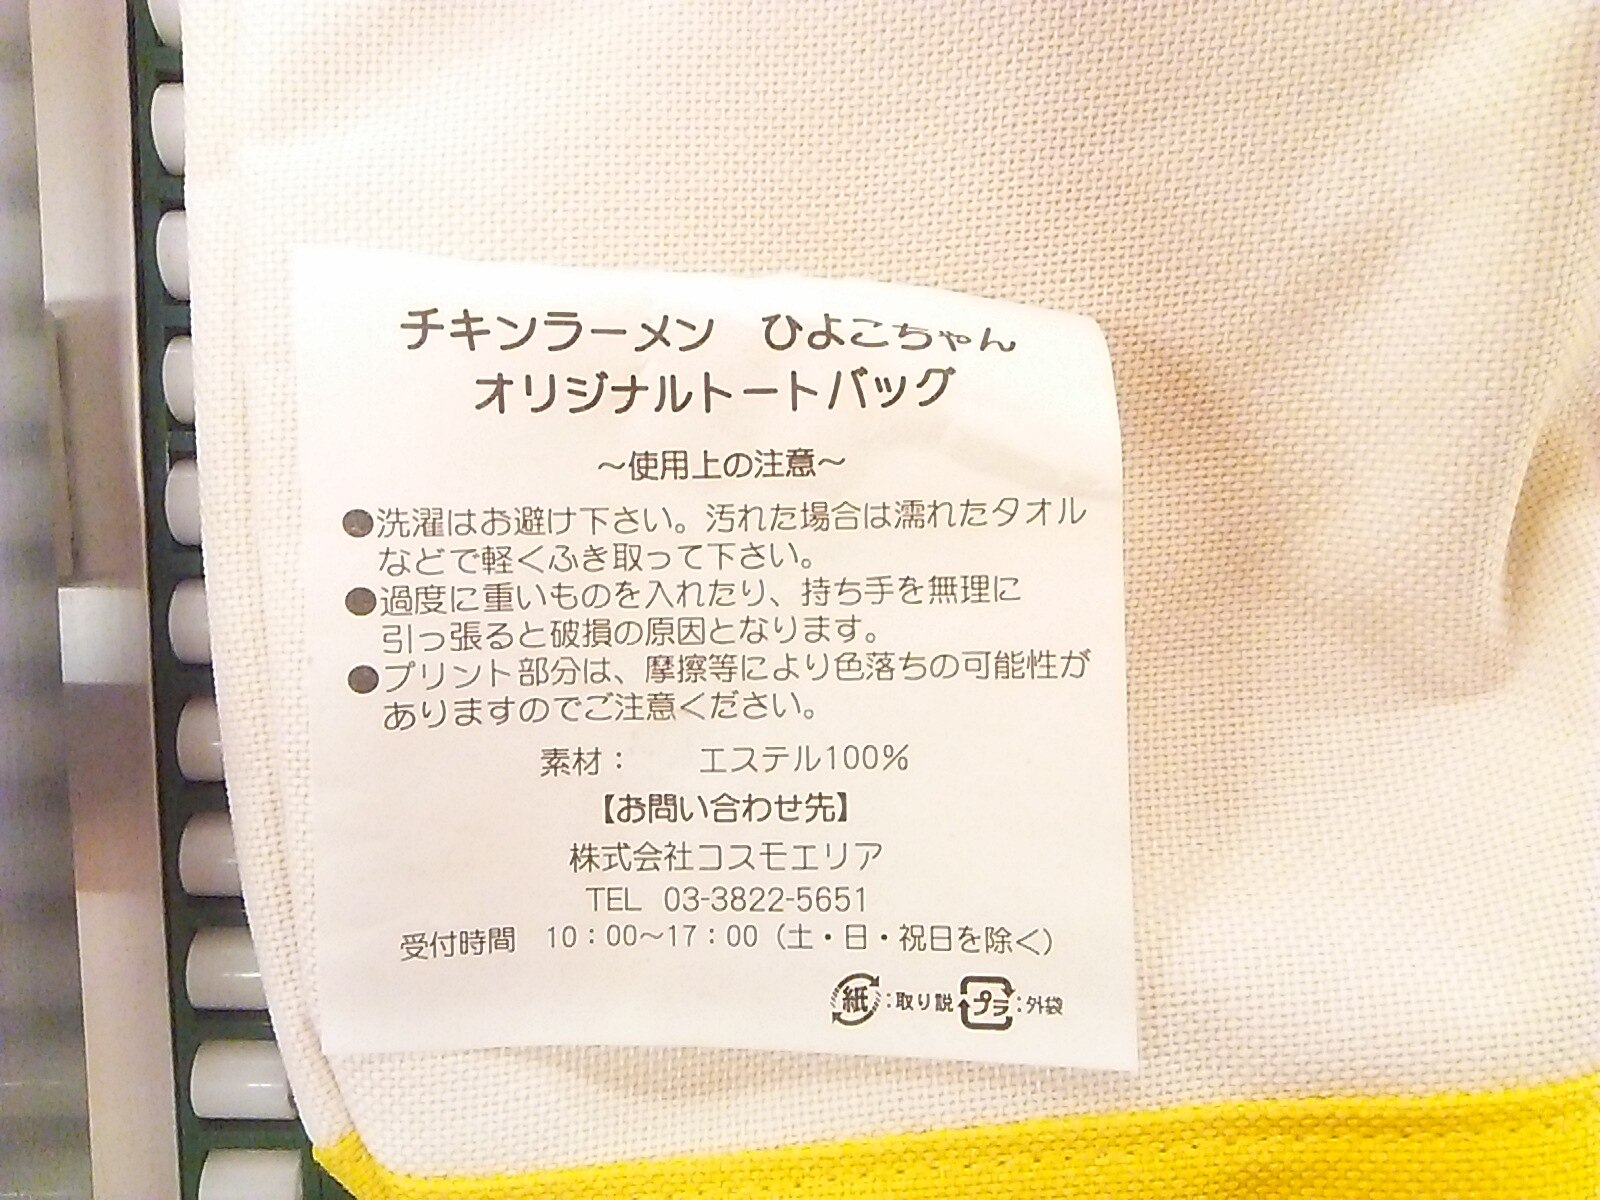 チキンラーメン　ひよこちゃん
オリジナルトートバッグ
～使用上の注意～
●洗濯はお避け下さい。汚れた場合は濡れたタオル
などで軽くふき取って下さい。
●過度に重いものを入れたり、持ち手を無理に
引っ張ると破損の原因となります。
●プリント部分は、摩擦等により色落ちの可能性が
ありますのでご注意ください。
素材：　　エステル100％
【お問い合わせ先】
株式会社コスモエリア
TEL 03-3822-5651
受付時間　10：00～17：00（土・日・祝日を除く）
紙：取り説 プラ：外袋